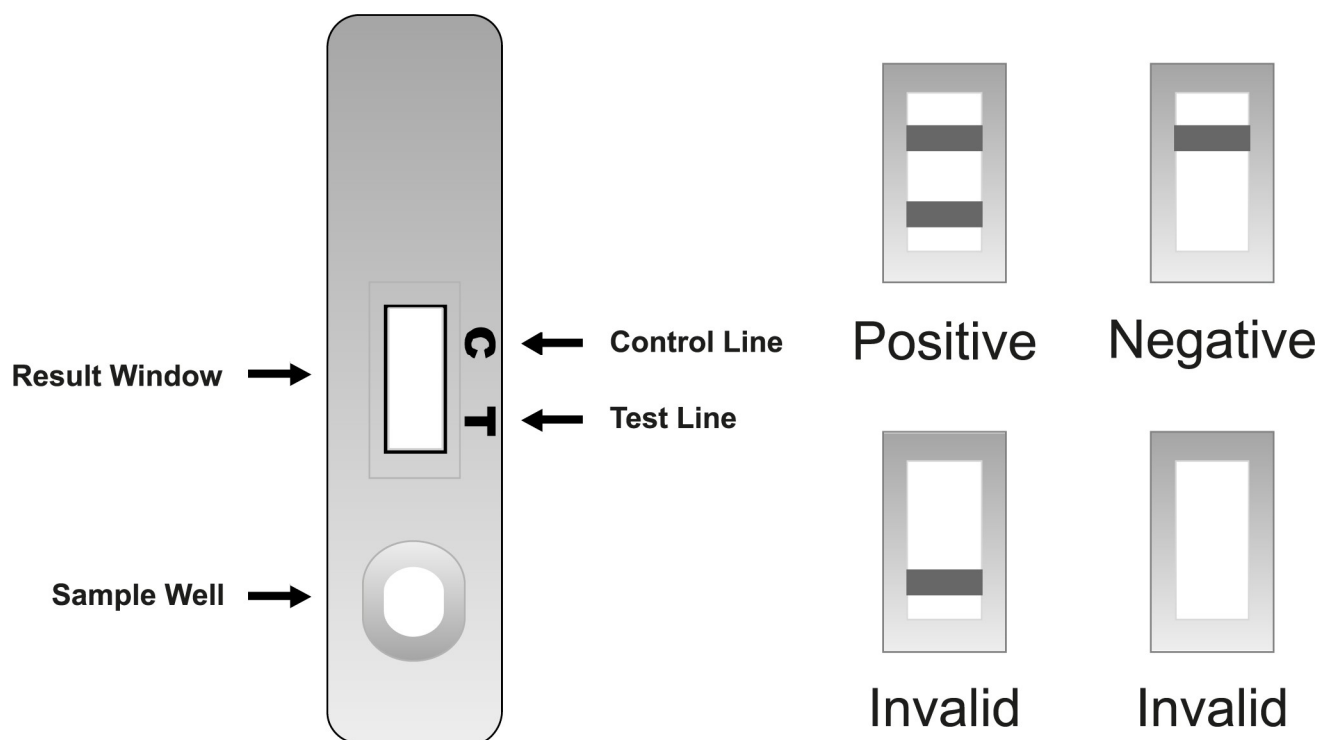 C
T
Control Line
Test Line
Result Window
Sample Well
Positive
Negative
Invalid
Invalid